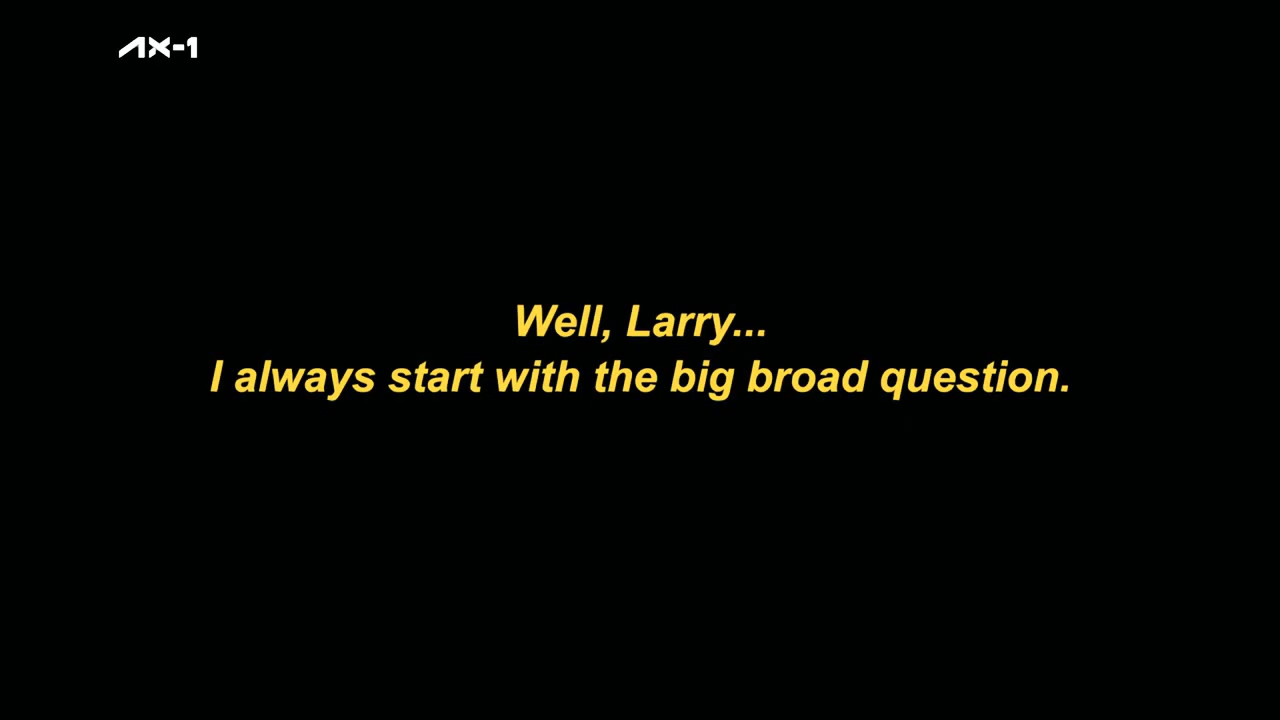 AX-1
Well, Larry...
I always start with the big broad question.